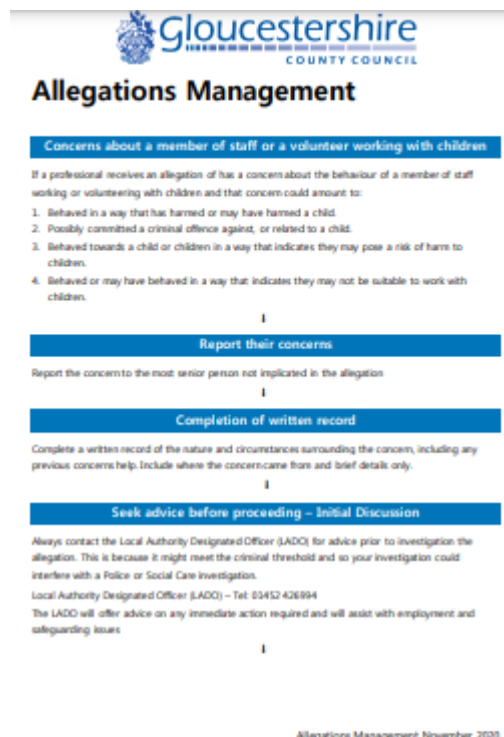 Gloucestershire
COUNTY COUNCIL
Allegations Management
Concerns about a member of staff or a volunteer working with children
If a professional receives an allegation of has a concern about the behaviour of a member of staff
working or volunteering with children and that concern could amount to:
1. Behaved in a way that has harmed or may have harmed a child.
2. Possibly committed a criminal offence against, or related to a child.
3. Behaved towards a child or children in a way that indicates they may pose a risk of harm to
children.
4. Behaved or may have behaved in a way that indicates they may not be suitable to work with
children.
Report their concerns
Report the concern to the most senior person not implicated in the allegation
Completion of written record
Complete a written record of the nature and circumstances surrounding the concern, including any
previous concerns help. Include where the concern came from and brief details only.
Seek advice before proceeding – Initial Discussion
Always contact the Local Authority Designated Officer (LADO) for advice prior to investigation the
allegation. This is because it might meet the criminal threshold and so your investigation could
interfere with a Police or Social Care investigation.
Local Authority Designated Officer (LADO) – Tel: 01452 426994
The LADO will offer advice on any immediate action required and will assist with employment and
safeguarding issues
Allegations Management November 2020